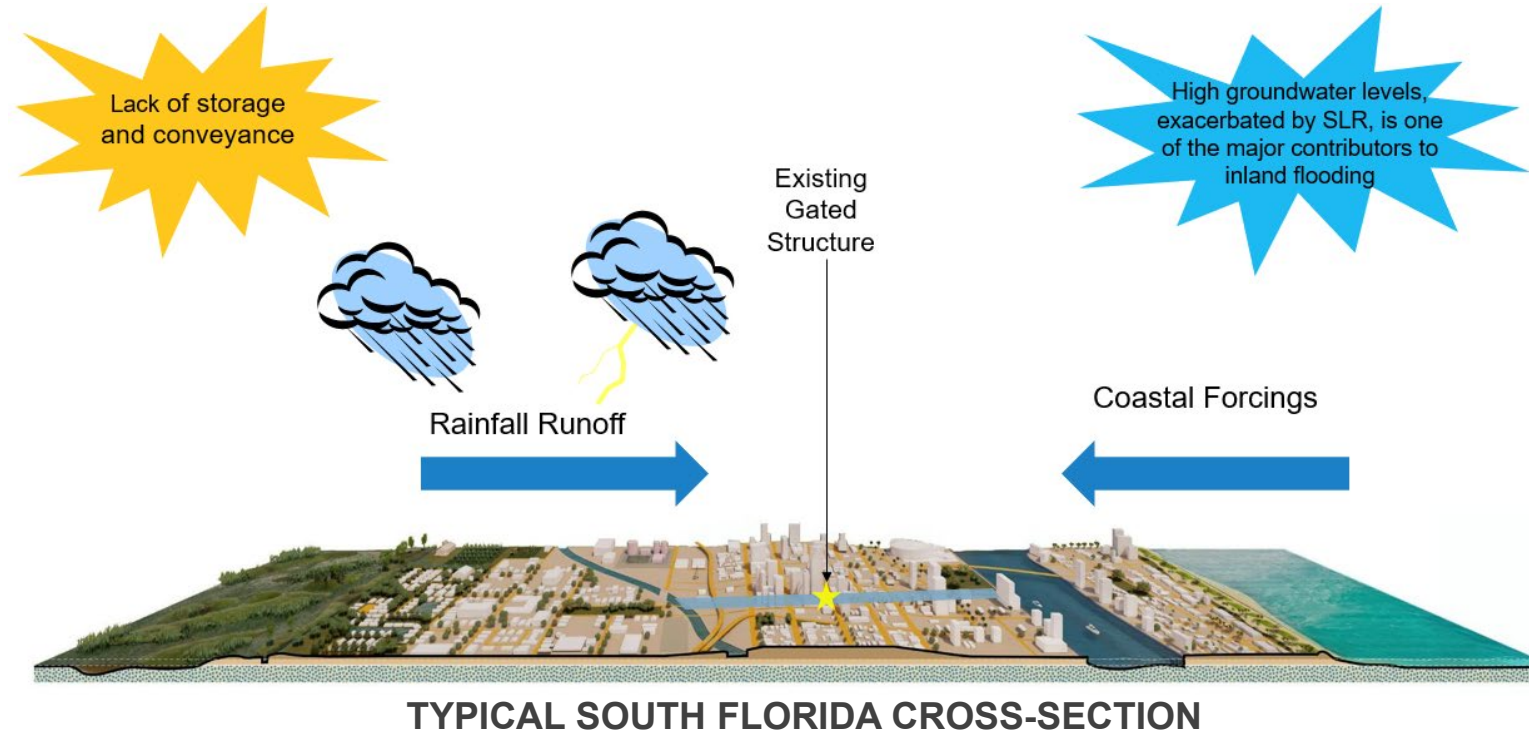 Lack of storage
and conveyance
High groundwater levels,
exacerbated by SLR, is one
of the major contributors to
inland flooding
Existing
Gated
Structure
Rainfall Runoff
Coastal Forcings
TYPICAL SOUTH FLORIDA CROSS-SECTION